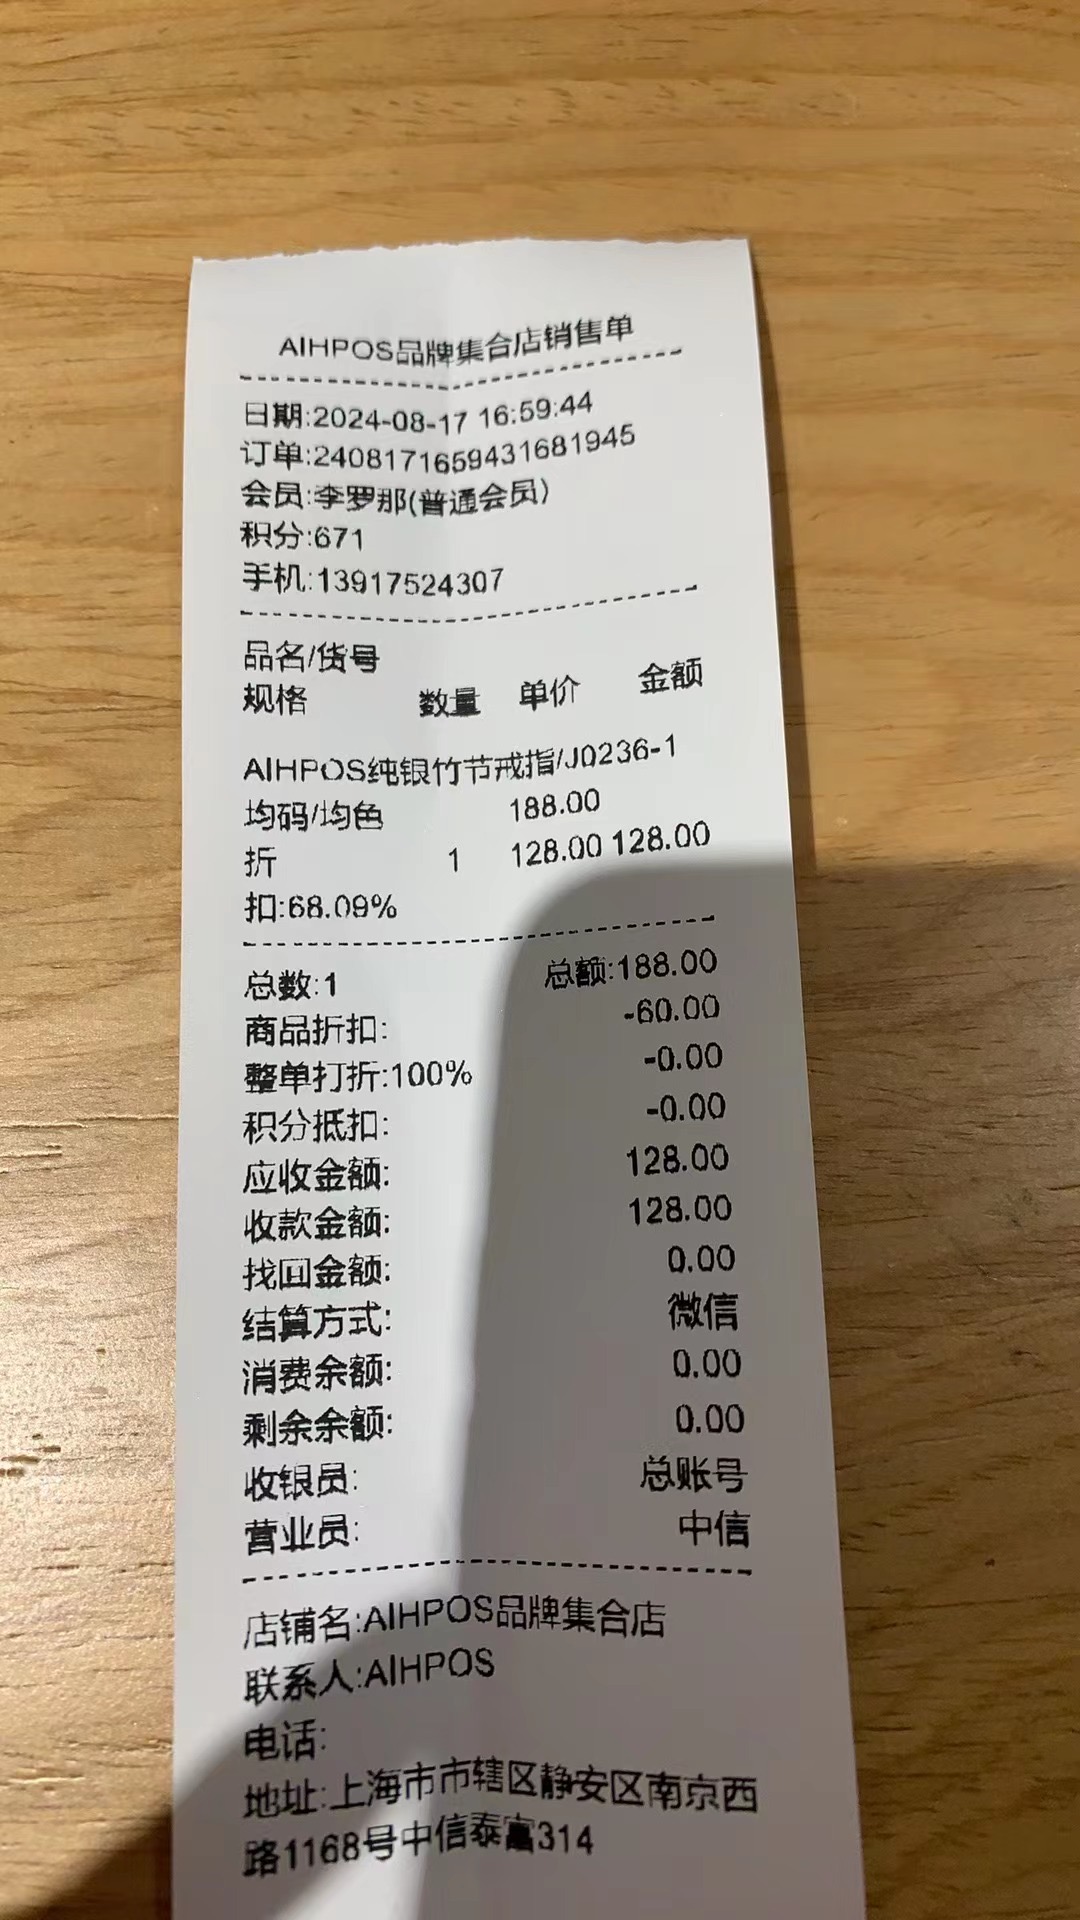 AIHPOS品牌集合店销售单
日期:2024-08-17 16:59:44
订单:2408171659431681945
会员:李罗那(普通会员)
积分:671
手机:13917524307
品名/货号
规格 数量 单价 金额
AIHPOS纯银竹节戒指/J0236-1
均码/均色 188.00
折 1 128.00 128.00
扣:68.09%
总数:1 总额:188.00
商品折扣: -60.00
整单打折:100% -0.00
积分抵扣: -0.00
应收金额: 128.00
收款金额: 128.00
找回金额: 0.00
结算方式: 微信
消费余额: 0.00
剩余余额: 0.00
收银员: 总账号
营业员: 中信
店铺名:AIHPOS品牌集合店
联系人:AIHPOS
电话:
地址:上海市市辖区静安区南京西
路1168号中信泰富314